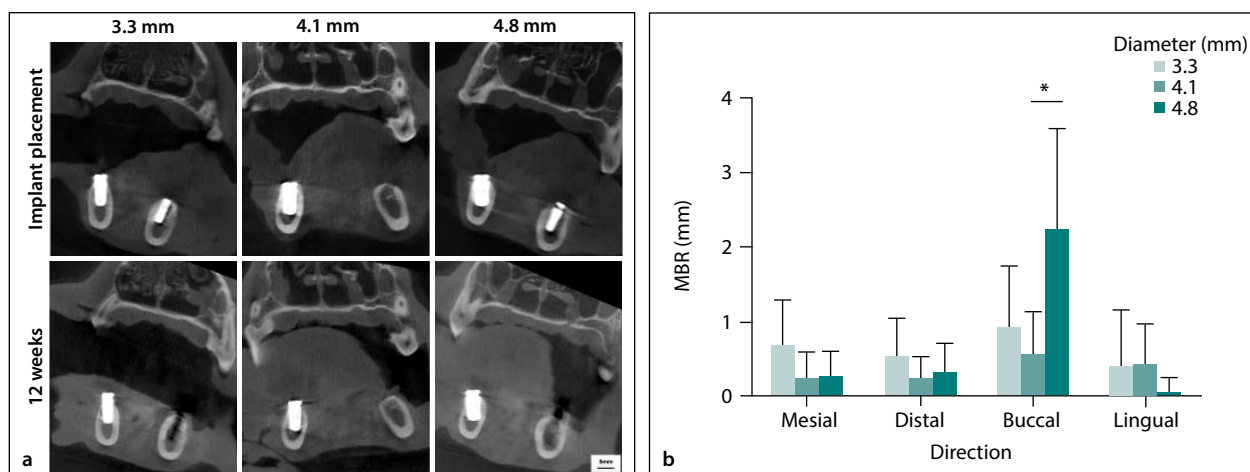 3.3 mm 4.1 mm 4.8 mm
Implant placement
12 weeks
a
5mm
Diameter (mm)
3.3
4.1
4.8
*
4
3
2
1
0
MBR (mm)
Mesial Distal Buccal Lingual
Direction
b